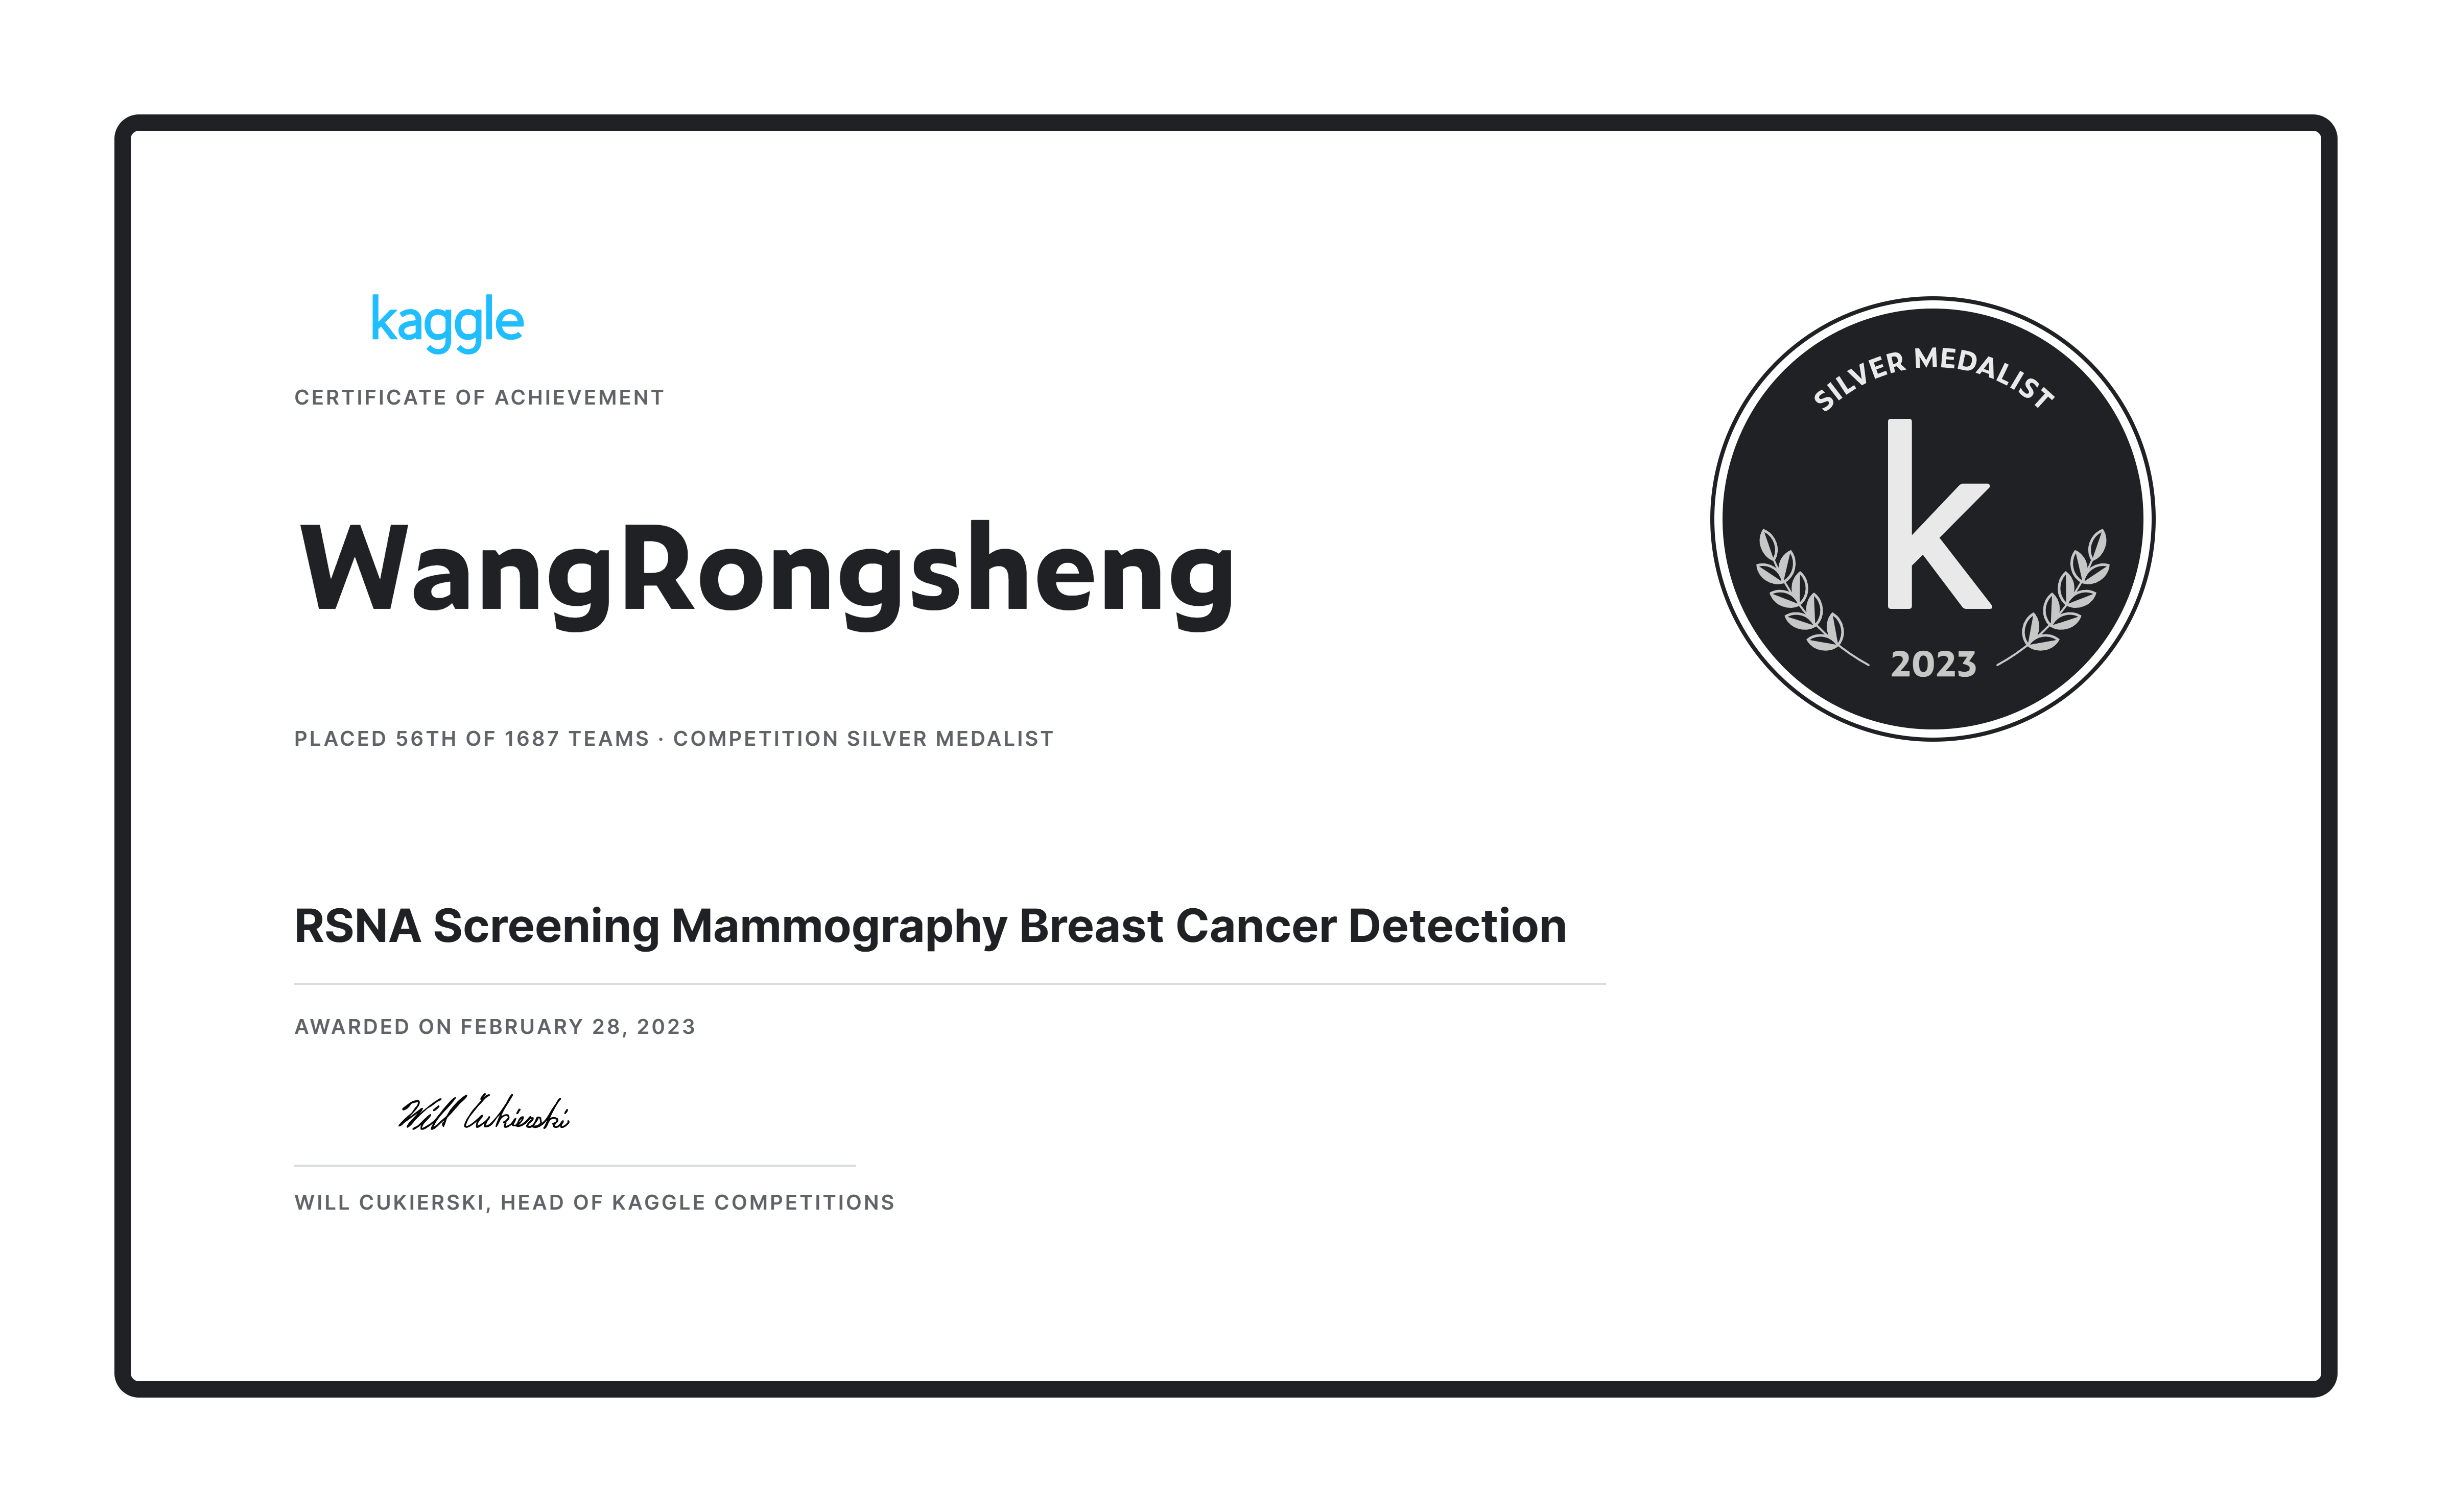 kaggle
CERTIFICATE OF ACHIEVEMENT
WangRongsheng
PLACED 56TH OF 1687 TEAMS · COMPETITION SILVER MEDALIST
SILVER MEDALIST
k
2023
RSNA Screening Mammography Breast Cancer Detection
AWARDED ON FEBRUARY 28, 2023
Will Cukierski
WILL CUKIERSKI, HEAD OF KAGGLE COMPETITIONS